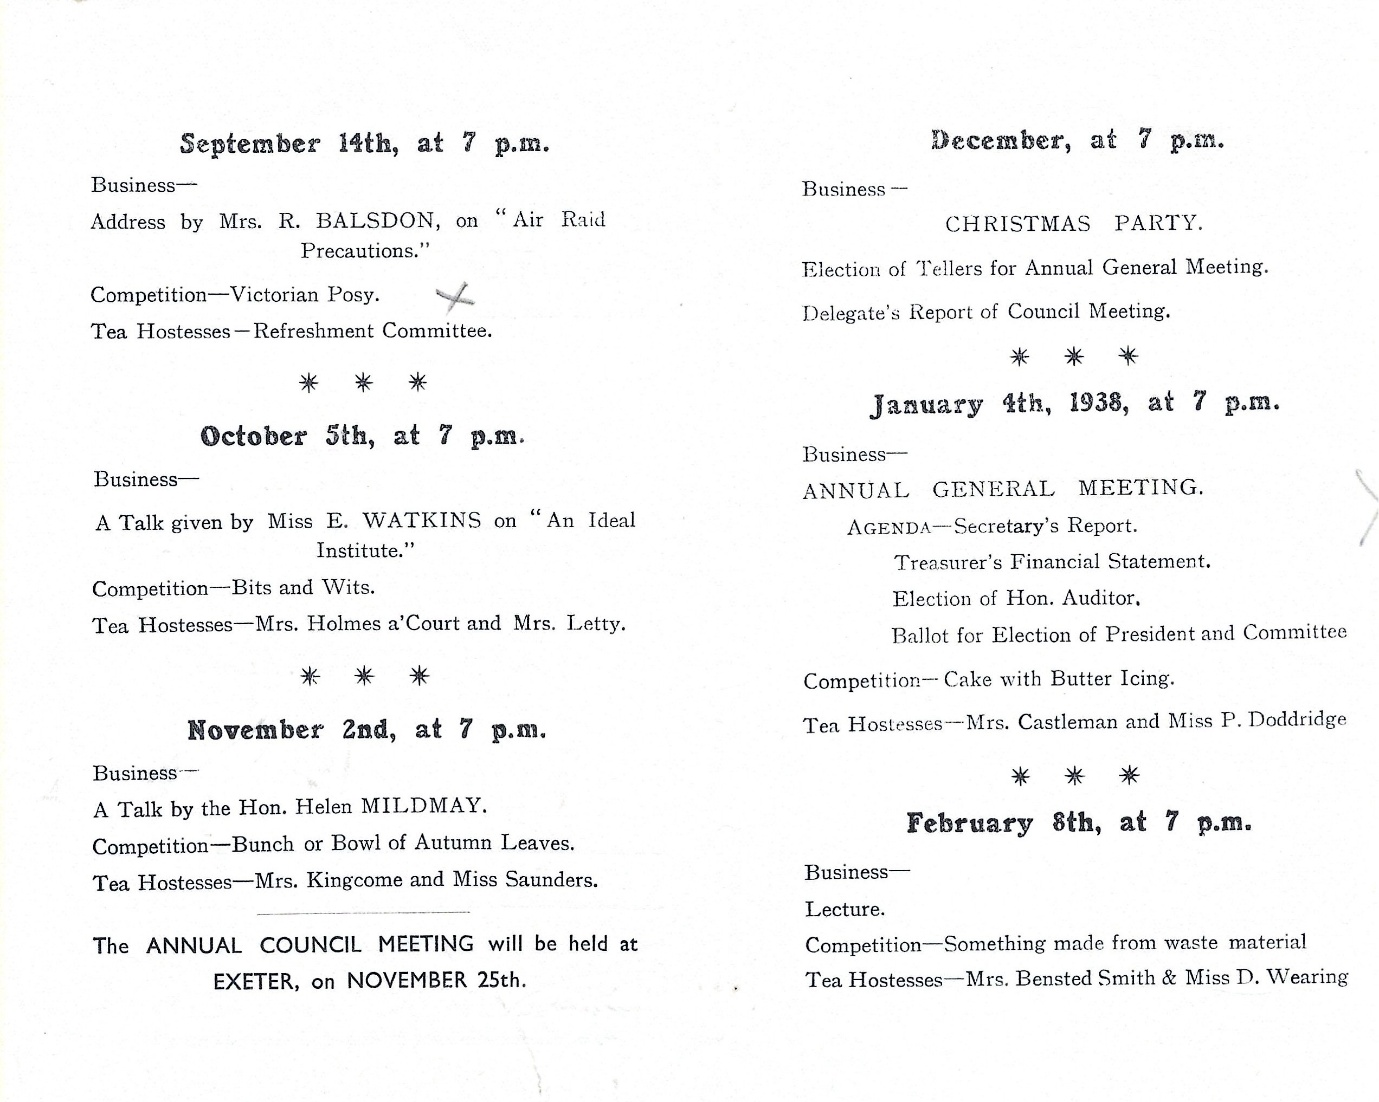 September 14th, at 7 p.m.
Business—
Address by Mrs. R. BALSDON, on "Air Raid
Precautions."
Competition—Victorian Posy.
Tea Hostesses—Refreshment Committee.
* * *
October 5th, at 7 p.m.
Business—
A Talk given by Miss E. WATKINS on "An Ideal
Institute."
Competition—Bits and Wits.
Tea Hostesses—Mrs. Holmes a'Court and Mrs. Letty.
* * *
November 2nd, at 7 p.m.
Business—
A Talk by the Hon. Helen MILDMAY.
Competition—Bunch or Bowl of Autumn Leaves.
Tea Hostesses—Mrs. Kingcome and Miss Saunders.
The ANNUAL COUNCIL MEETING will be held at
EXETER, on NOVEMBER 25th.
December, at 7 p.m.
Business—
CHRISTMAS PARTY.
Election of Tellers for Annual General Meeting.
Delegate's Report of Council Meeting.
* * *
January 4th, 1938, at 7 p.m.
Business—
ANNUAL GENERAL MEETING.
AGENDA—Secretary's Report.
Treasurer's Financial Statement.
Election of Hon. Auditor.
Ballot for Election of President and Committee
Competition—Cake with Butter Icing.
Tea Hostesses—Mrs. Castleman and Miss P. Doddridge
* * *
February 8th, at 7 p.m.
Business—
Lecture.
Competition—Something made from waste material
Tea Hostesses—Mrs. Bensted Smith & Miss D. Wearing